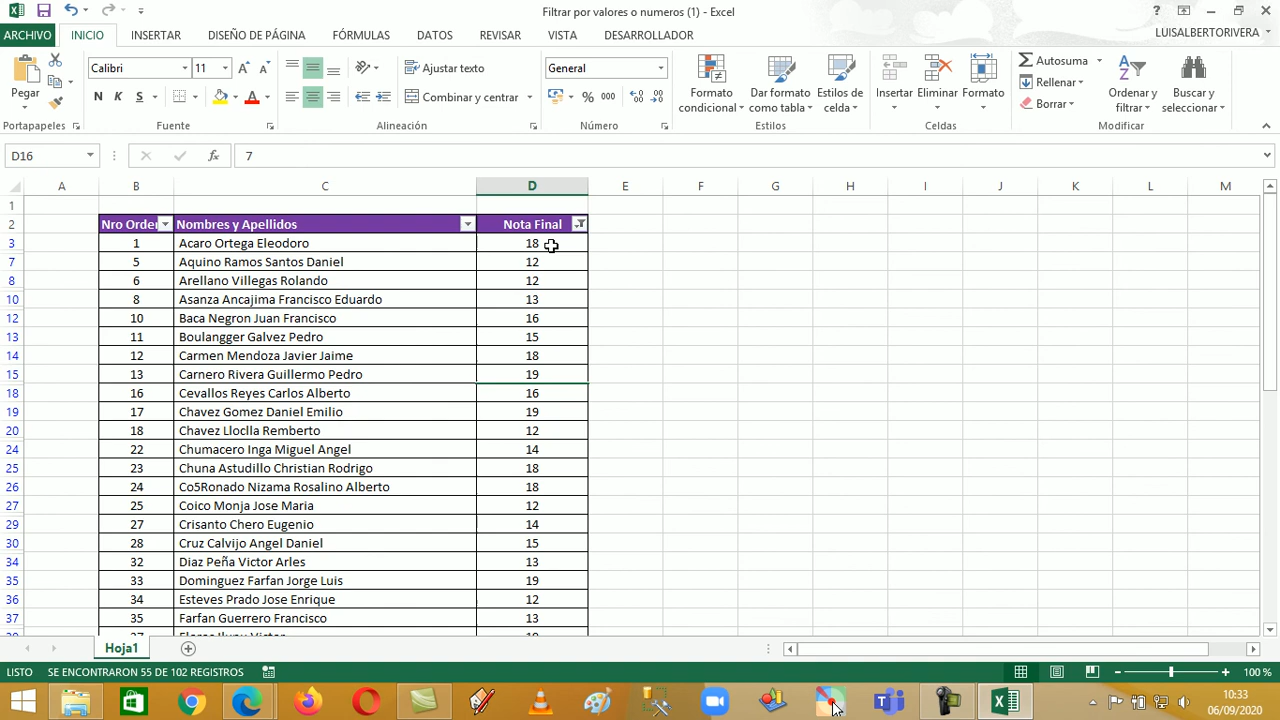 Filtrar por valores o numeros (1) - Excel
ARCHIVO INICIO INSERTAR DISEÑO DE PÁGINA FÓRMULAS DATOS REVISAR VISTA DESARROLLADOR LUISALBERTORIVERA
Calibri 11 Ajustar texto General Autosuma
Pegar N K S Combinar y centrar % 000 Formato condicional Dar formato como tabla Estilos de celda Insertar Eliminar Formato Rellenar Borrar Ordenar y filtrar Buscar y seleccionar
Portapapeles Fuente Alineación Número Estilos Celdas Modificar
D16 fx 7
A B C D E F G H I J K L M
1
2 Nro Orden Nombres y Apellidos Nota Final
3 1 Acaro Ortega Eleodoro 18
7 5 Aquino Ramos Santos Daniel 12
8 6 Arellano Villegas Rolando 12
10 8 Asanza Ancajima Francisco Eduardo 13
12 10 Baca Negron Juan Francisco 16
13 11 Boulangger Galvez Pedro 15
14 12 Carmen Mendoza Javier Jaime 18
15 13 Carnero Rivera Guillermo Pedro 19
18 16 Cevallos Reyes Carlos Alberto 16
19 17 Chavez Gomez Daniel Emilio 19
20 18 Chavez Lloclla Remberto 12
24 22 Chumacero Inga Miguel Angel 14
25 23 Chuna Astudillo Christian Rodrigo 18
26 24 Co5Ronado Nizama Rosalino Alberto 18
27 25 Coico Monja Jose Maria 12
29 27 Crisanto Chero Eugenio 14
30 28 Cruz Calvijo Angel Daniel 15
34 32 Diaz Peña Victor Arles 13
35 33 Dominguez Farfan Jorge Luis 19
36 34 Esteves Prado Jose Enrique 12
37 35 Farfan Guerrero Francisco 13
Hoja1
LISTO SE ENCONTRARON 55 DE 102 REGISTROS 100 %
10:33
06/09/2020